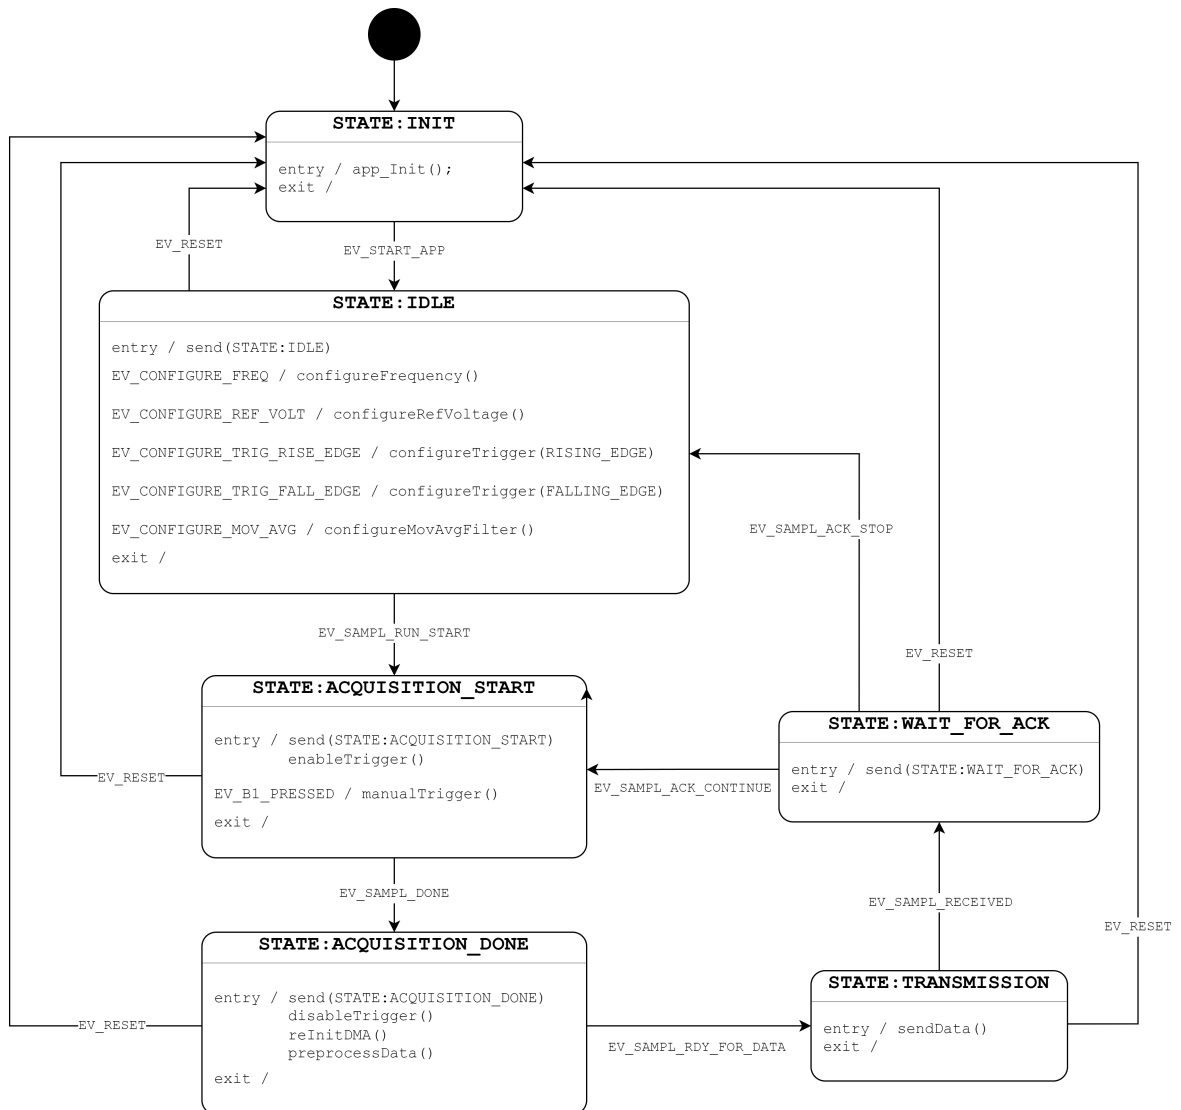 STATE:INIT
entry / app_Init();
exit /
EV_RESET
EV_START_APP
STATE:IDLE
entry / send(STATE:IDLE)
EV_CONFIGURE_FREQ / configureFrequency()
EV_CONFIGURE_REF_VOLT / configureRefVoltage()
EV_CONFIGURE_TRIG_RISE_EDGE / configureTrigger(RISING_EDGE)
EV_CONFIGURE_TRIG_FALL_EDGE / configureTrigger(FALLING_EDGE)
EV_CONFIGURE_MOV_AVG / configureMovAvgFilter()
exit /
EV_SAMPL_ACK_STOP
EV_SAMPL_RUN_START
EV_RESET
STATE:ACQUISITION_START
entry / send(STATE:ACQUISITION_START)
enableTrigger()
EV_B1_PRESSED / manualTrigger()
exit /
EV_RESET
EV_SAMPL_ACK_CONTINUE
STATE:WAIT_FOR_ACK
entry / send(STATE:WAIT_FOR_ACK)
exit /
EV_SAMPL_DONE
EV_SAMPL_RECEIVED
EV_RESET
STATE:ACQUISITION_DONE
entry / send(STATE:ACQUISITION_DONE)
disableTrigger()
reInitDMA()
preprocessData()
exit /
EV_RESET
EV_SAMPL_RDY_FOR_DATA
STATE:TRANSMISSION
entry / sendData()
exit /